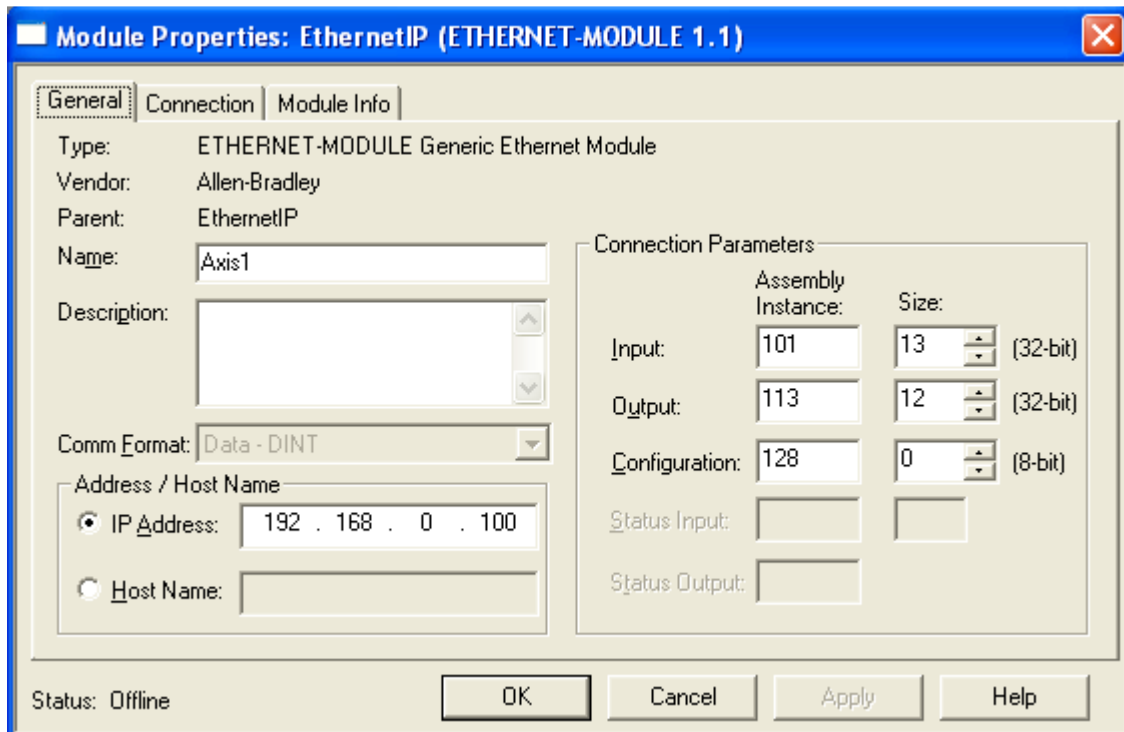 Module Properties: EthernetIP (ETHERNET-MODULE 1.1)
General Connection Module Info
Type: ETHERNET-MODULE Generic Ethernet Module
Vendor: Allen-Bradley
Parent: EthernetIP
Name: Axis1
Description:
Comm Format: Data - DINT
Address / Host Name
IP Address: 192 . 168 . 0 . 100
Host Name:
Connection Parameters
Assembly
Instance: Size:
Input: 101 13 (32-bit)
Output: 113 12 (32-bit)
Configuration: 128 0 (8-bit)
Status Input:
Status Output:
Status: Offline OK Cancel Apply Help